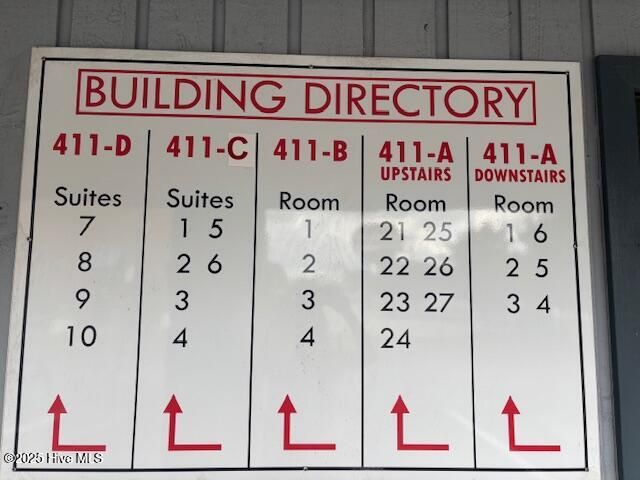 BUILDING DIRECTORY
411-D
Suites
7
8
9
10
411-C
Suites
1 5
2 6
3
4
411-B
Room
1
2
3
4
411-A
UPSTAIRS
Room
21 25
22 26
23 27
24
411-A
DOWNSTAIRS
Room
1 6
2 5
3 4
©2025 Hive MLS